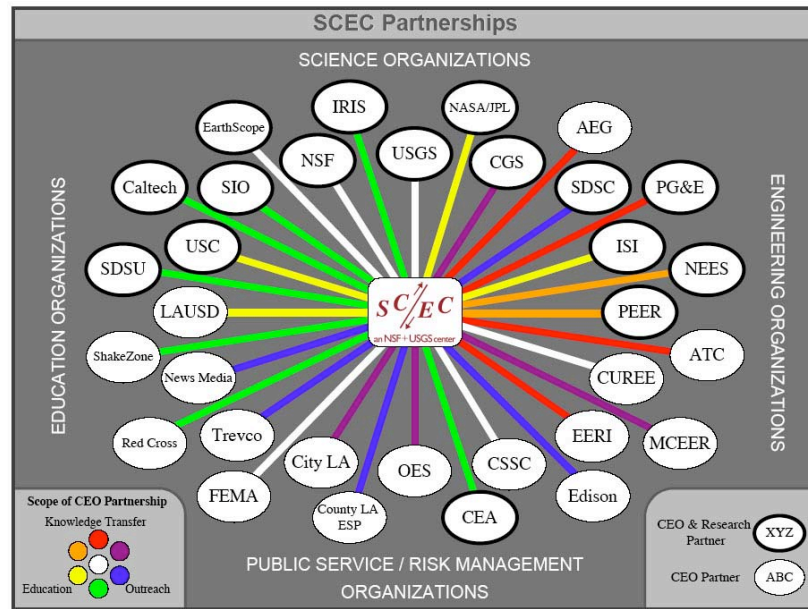 SCEC Partnerships
SCIENCE ORGANIZATIONS
EDUCATION ORGANIZATIONS
ENGINEERING ORGANIZATIONS
IRIS
NASA/JPL
EarthScope
AEG
NSF
USGS
CGS
Caltech
SIO
SDSC
PG&E
USC
ISI
SDSU
NEES
LAUSD
PEER
SC/EC
an NSF + USGS center
ShakeZone
ATC
News Media
CUREE
Red Cross
Trevco
EERI
MCEER
City LA
OES
CSSC
FEMA
County LA
ESP
CEA
Edison
PUBLIC SERVICE / RISK MANAGEMENT
ORGANIZATIONS
Scope of CEO Partnership
Knowledge Transfer
Education
Outreach
CEO & Research
Partner
XYZ
CEO Partner
ABC